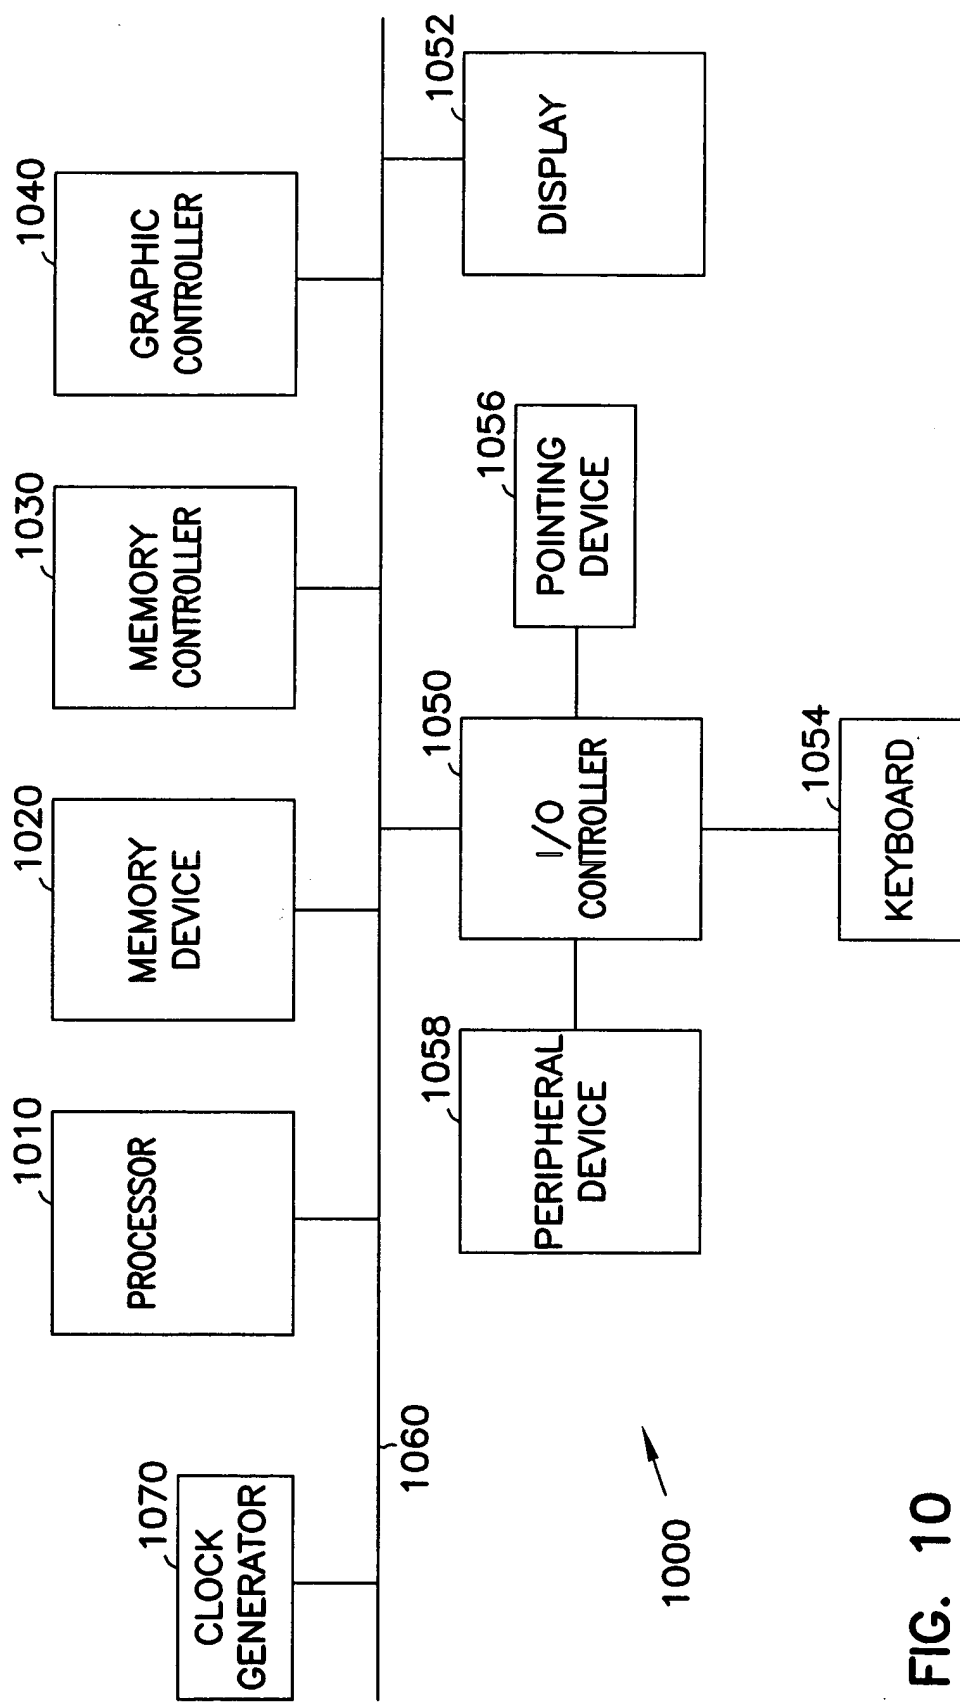 1070
CLOCK
GENERATOR
1010
PROCESSOR
1020
MEMORY
DEVICE
1030
MEMORY
CONTROLLER
1040
GRAPHIC
CONTROLLER
1060
1058
PERIPHERAL
DEVICE
1050
I/O
CONTROLLER
1056
POINTING
DEVICE
1052
DISPLAY
1054
KEYBOARD
1000
FIG. 10